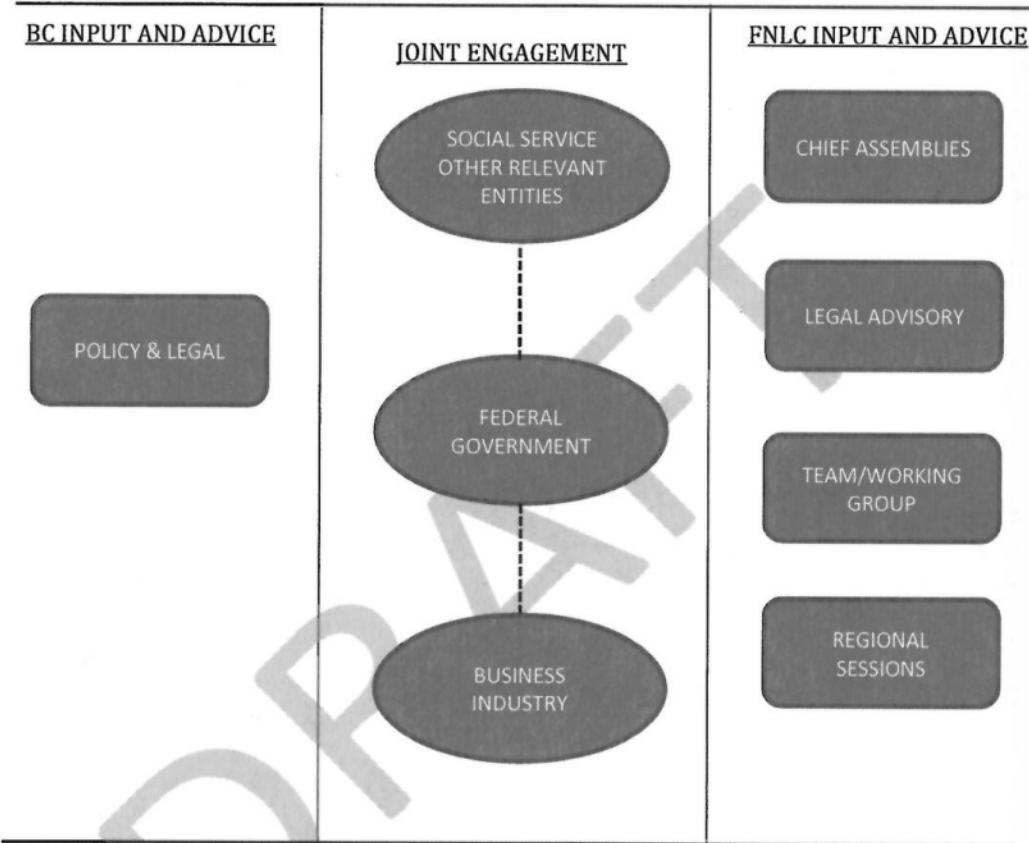 BC INPUT AND ADVICE
POLICY & LEGAL
JOINT ENGAGEMENT
SOCIAL SERVICE
OTHER RELEVANT
ENTITIES
FEDERAL
GOVERNMENT
BUSINESS
INDUSTRY
FNLC INPUT AND ADVICE
CHIEF ASSEMBLIES
LEGAL ADVISORY
TEAM/WORKING
GROUP
REGIONAL
SESSIONS
DRAFT